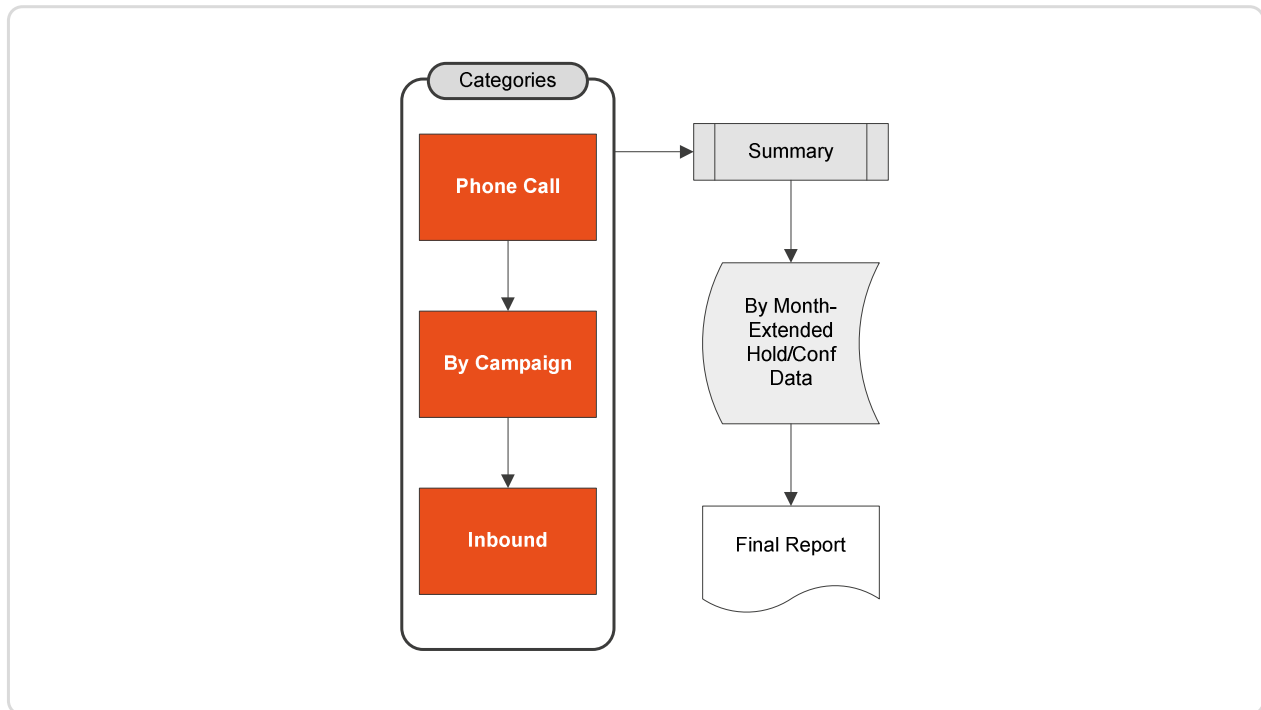 Categories
Phone Call
By Campaign
Inbound
Summary
By Month-
Extended
Hold/Conf
Data
Final Report